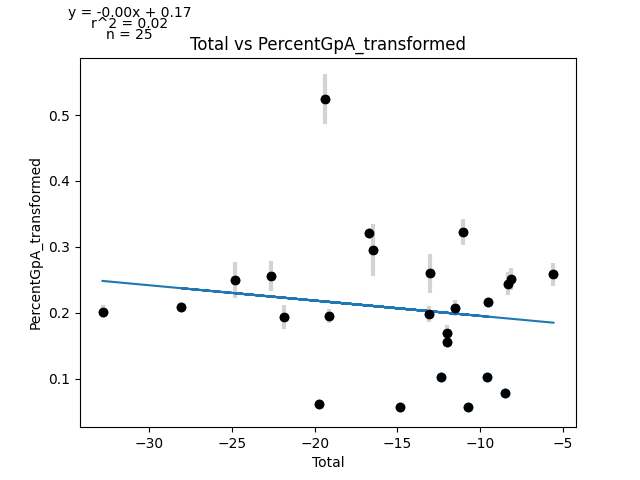 y = -0.00x + 0.17
r^2 = 0.02
n = 25
Total vs PercentGpA_transformed
PercentGpA_transformed
0.5
0.4
0.3
0.2
0.1
−30
−25
−20
−15
−10
−5
Total